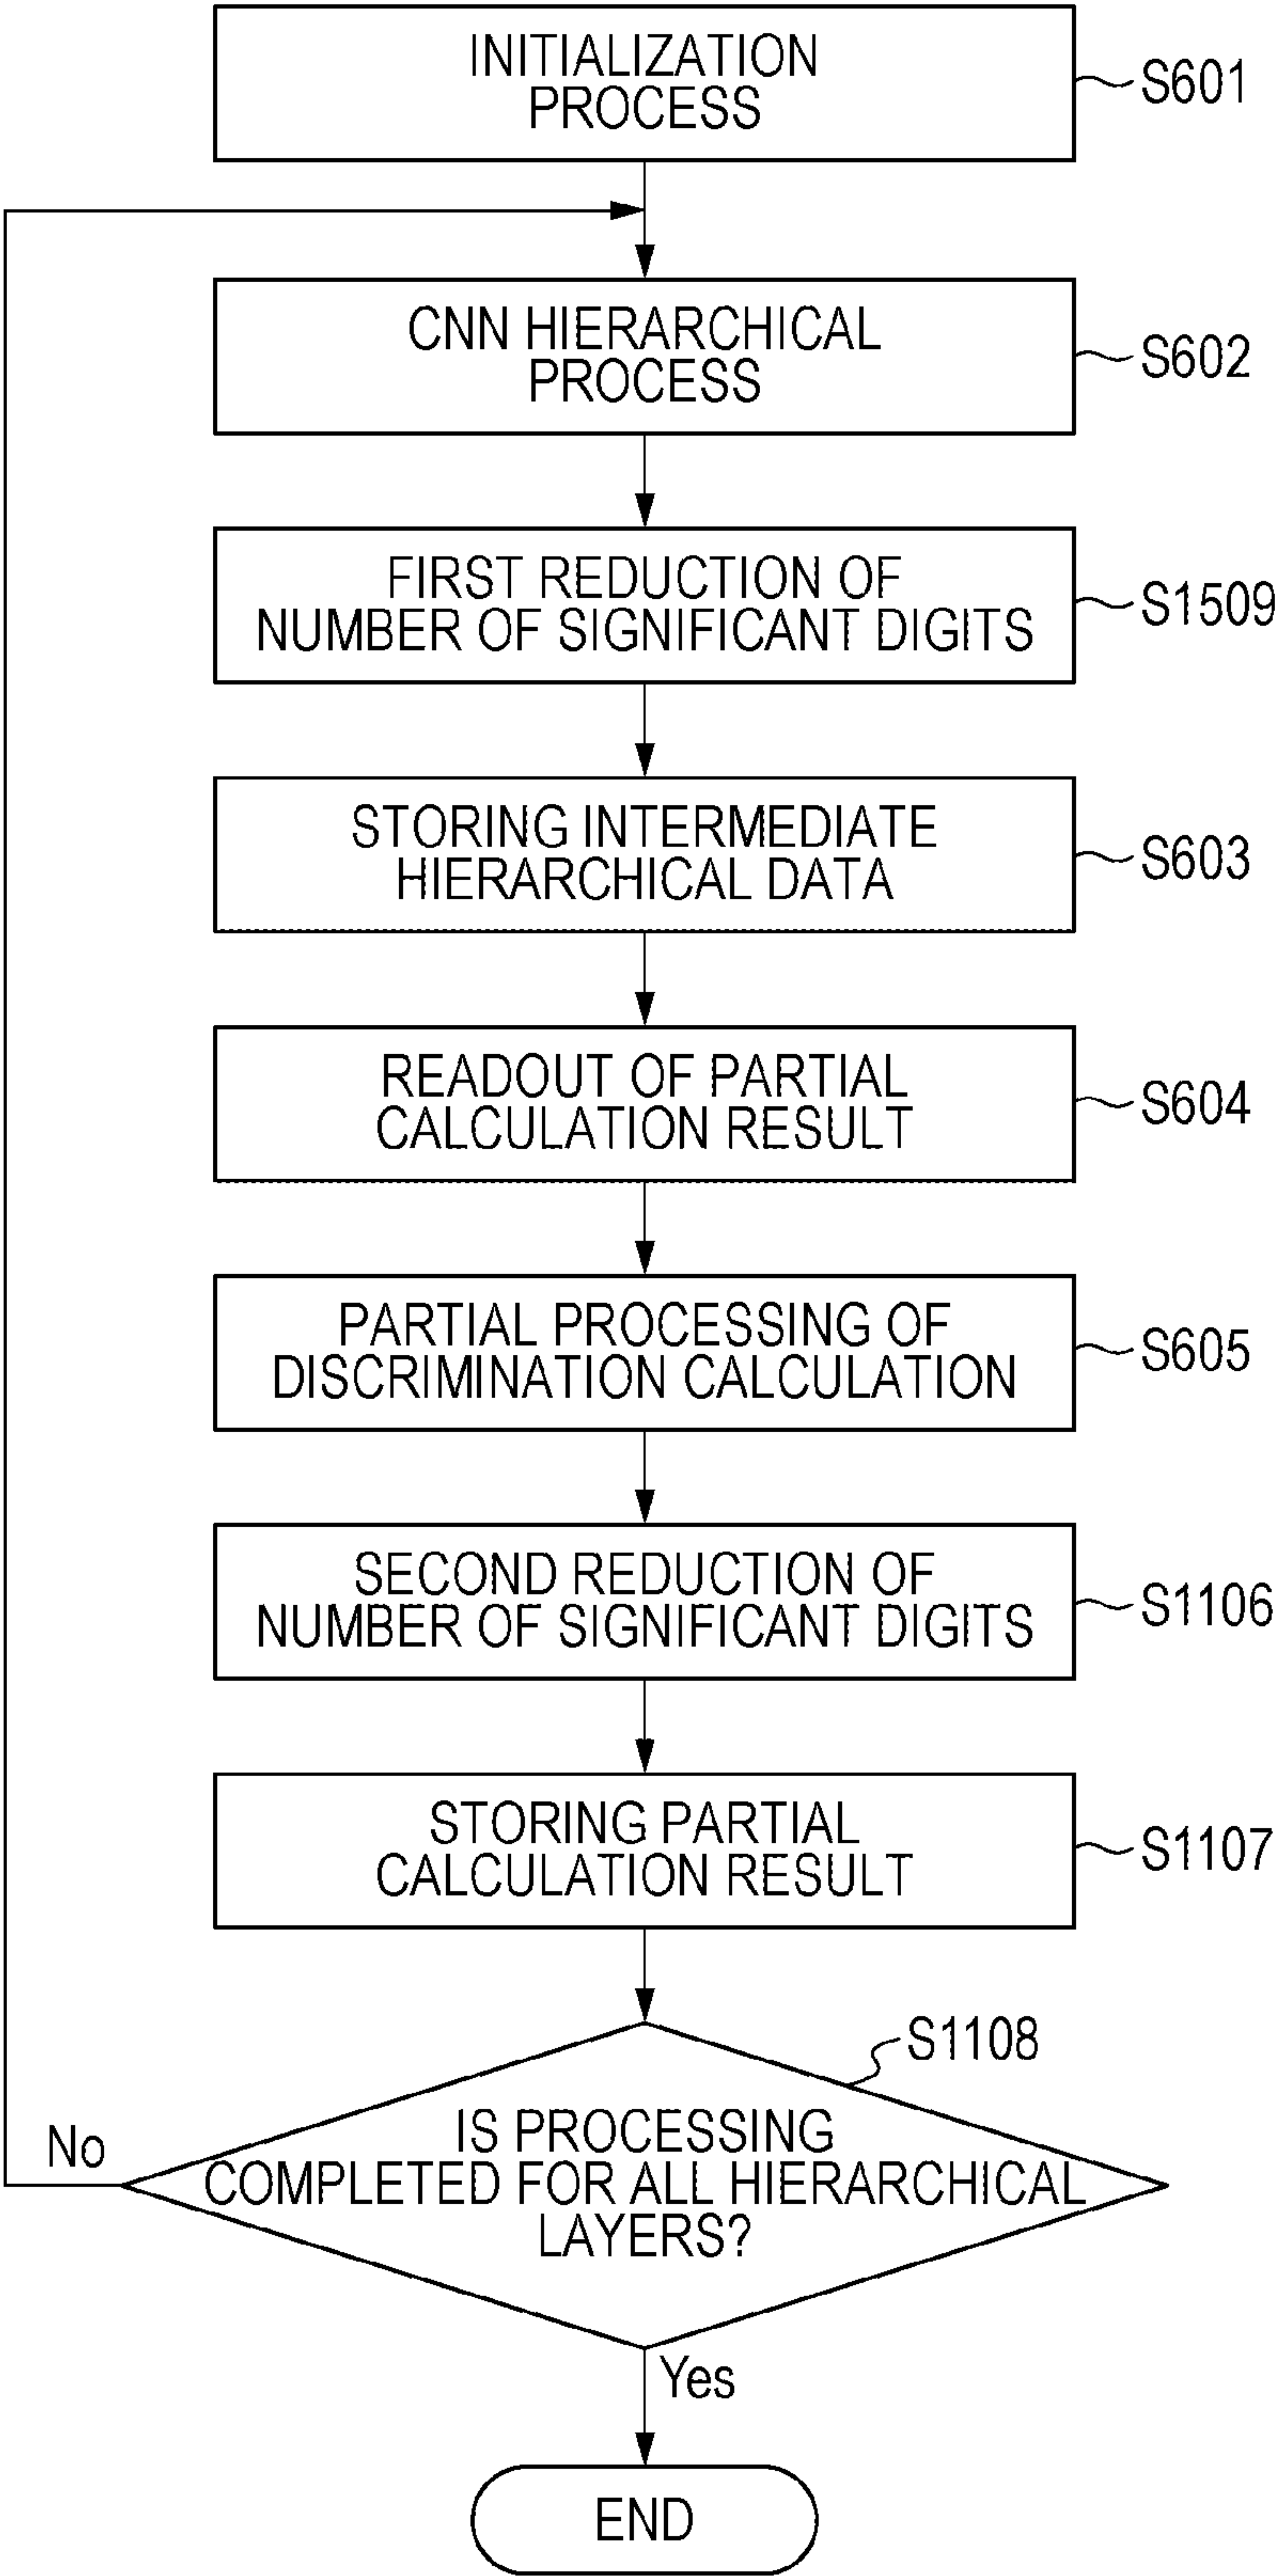 INITIALIZATION
PROCESS
S601
CNN HIERARCHICAL
PROCESS
S602
FIRST REDUCTION OF
NUMBER OF SIGNIFICANT DIGITS
S1509
STORING INTERMEDIATE
HIERARCHICAL DATA
S603
READOUT OF PARTIAL
CALCULATION RESULT
S604
PARTIAL PROCESSING OF
DISCRIMINATION CALCULATION
S605
SECOND REDUCTION OF
NUMBER OF SIGNIFICANT DIGITS
S1106
STORING PARTIAL
CALCULATION RESULT
S1107
S1108
IS PROCESSING
COMPLETED FOR ALL HIERARCHICAL
LAYERS?
No
Yes
END